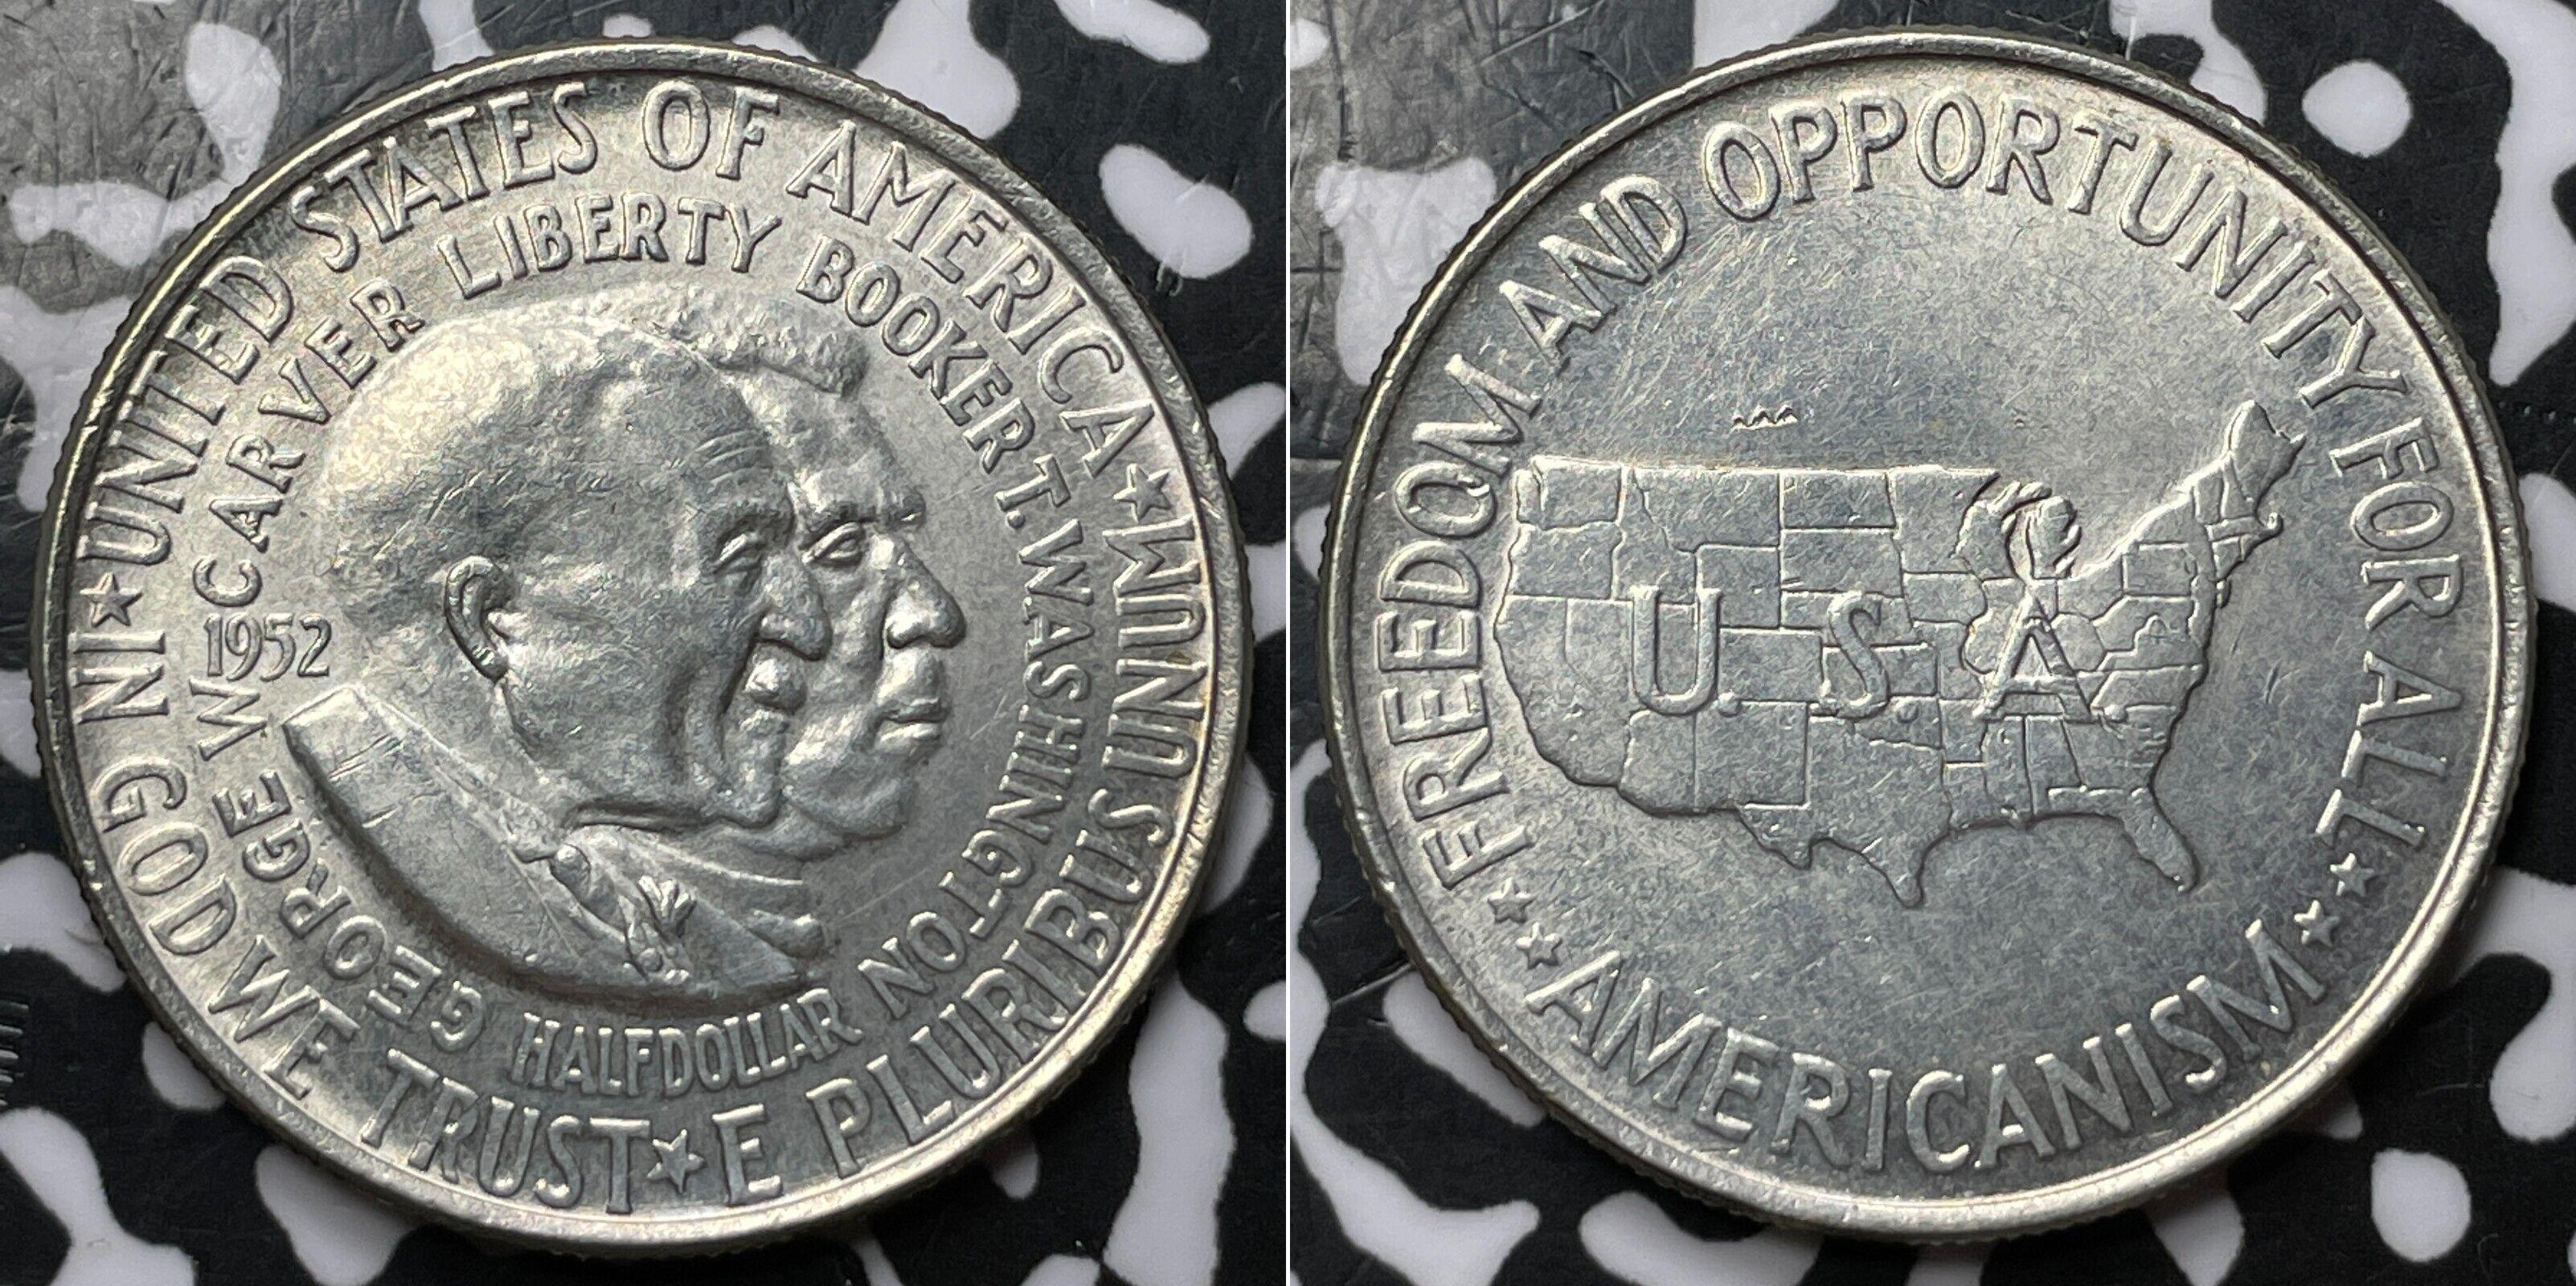 ★ UNITED STATES OF AMERICA ★
E PLURIBUS UNUM
★ IN GOD WE TRUST ★
GEORGE W CARVER
LIBERTY
BOOKER T. WASHINGTON
1952
HALF DOLLAR
FREEDOM AND OPPORTUNITY FOR ALL
U.S.A
★ ★ AMERICANISM ★ ★